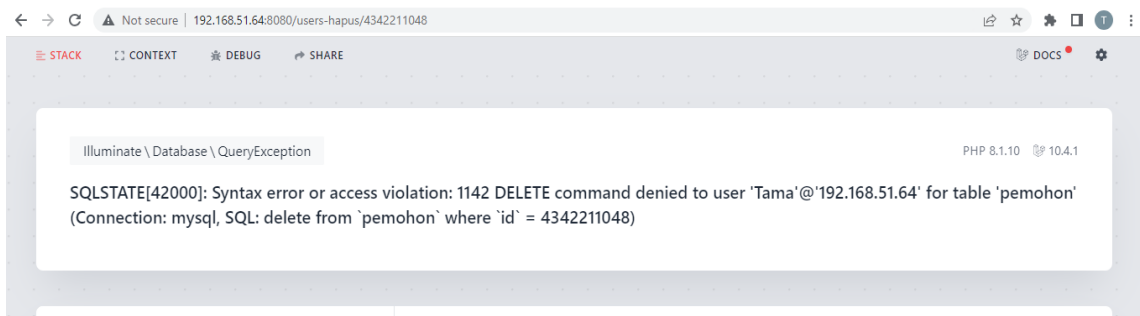 Not secure | 192.168.51.64:8080/users-hapus/4342211048
T
STACK CONTEXT DEBUG SHARE DOCS
Illuminate \ Database \ QueryException PHP 8.1.10 10.4.1
SQLSTATE[42000]: Syntax error or access violation: 1142 DELETE command denied to user 'Tama'@'192.168.51.64' for table 'pemohon'
(Connection: mysql, SQL: delete from `pemohon` where `id` = 4342211048)